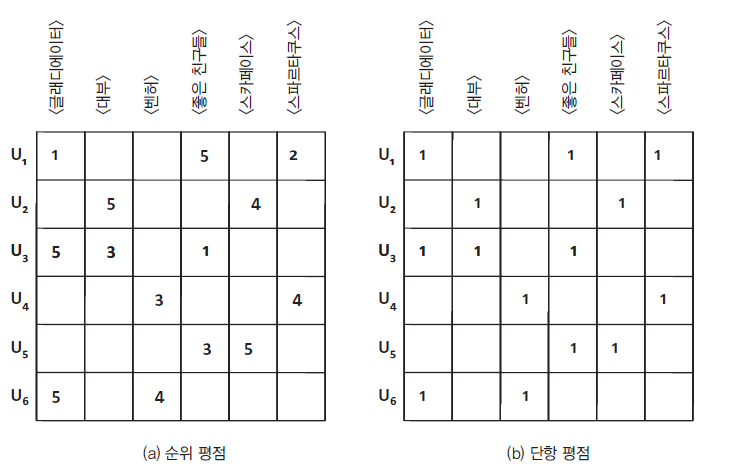 〈글래디에이터〉 〈대부〉 〈벤허〉 〈좋은 친구들〉 〈스카페이스〉 〈스파르타쿠스〉
U1 1 5 2
U2 5 4
U3 5 3 1
U4 3 4
U5 3 5
U6 5 4
(a) 순위 평점
〈글래디에이터〉 〈대부〉 〈벤허〉 〈좋은 친구들〉 〈스카페이스〉 〈스파르타쿠스〉
U1 1 1 1
U2 1 1
U3 1 1 1
U4 1 1
U5 1 1
U6 1 1
(b) 단항 평점